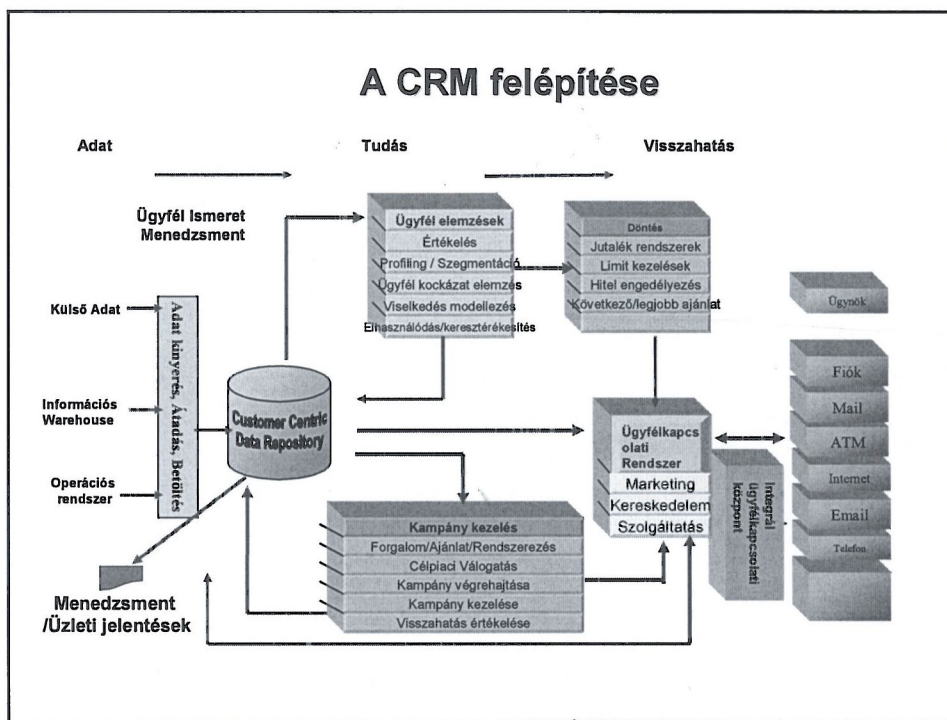 A CRM felépítése
Adat
Tudás
Visszahatás
Ügyfél Ismeret
Menedzsment
Külső Adat
Információs
Warehouse
Operációs
rendszer
Adat kinyerés, Átadás, Betöltés
Customer Centric
Data Repository
Menedzsment
/Üzleti jelentések
Ügyfél elemzések
Értékelés
Profiling / Szegmentáció
Ügyfél kockázat elemzés
Viselkedés modellezés
Elhasználódás/keresztértékesítés
Döntés
Jutalék rendszerek
Limit kezelések
Hitel engedélyezés
Következő/legjobb ajánlat
Kampány kezelés
Forgalom/Ajánlat/Rendszerezés
Célpiaci Válogatás
Kampány végrehajtása
Kampány kezelése
Visszahatás értékelése
Ügyfélkapcs
olati
Rendszer
Marketing
Kereskedelem
Szolgáltatás
Integrál
ügyfélkapcsolati
központ
Ügynök
Fiók
Mail
ATM
Internet
Email
Telefon